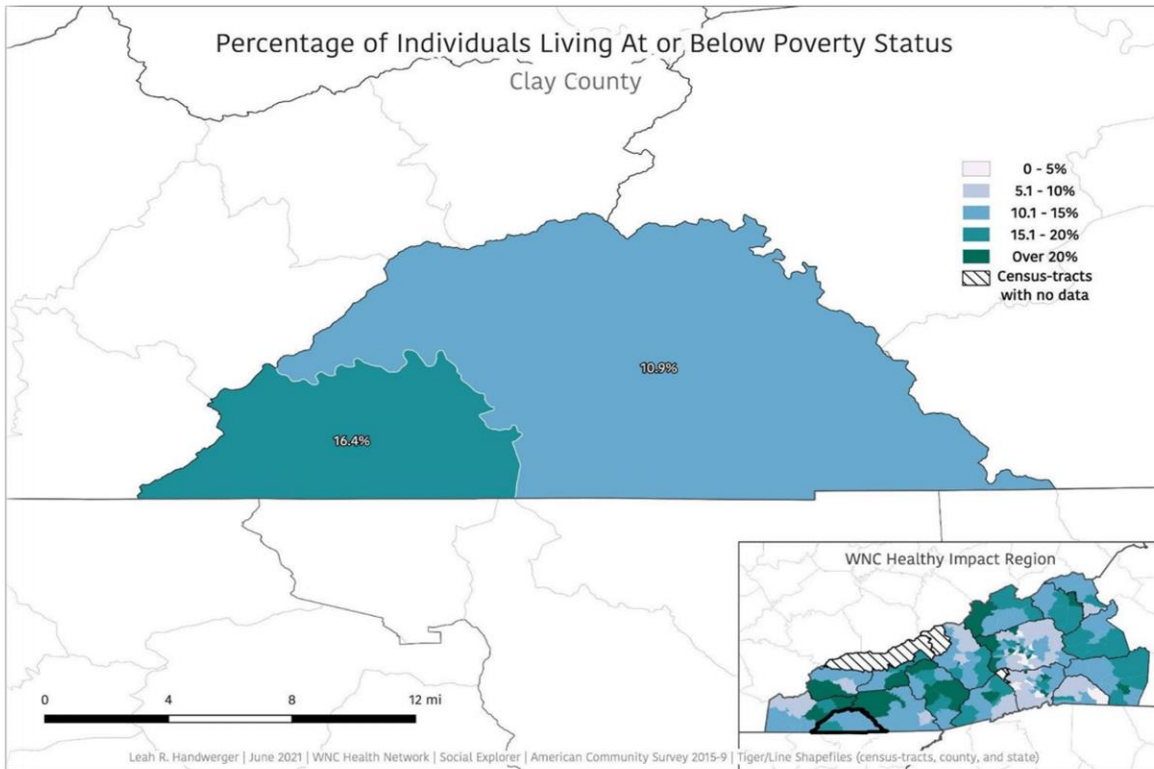 Percentage of Individuals Living At or Below Poverty Status
Clay County
0 - 5%
5.1 - 10%
10.1 - 15%
15.1 - 20%
Over 20%
Census-tracts
with no data
10.9%
16.4%
WNC Healthy Impact Region
0 4 8 12 mi
Leah R. Handwerger | June 2021 | WNC Health Network | Social Explorer | American Community Survey 2015-9 | Tiger/Line Shapefiles (census-tracts, county, and state)